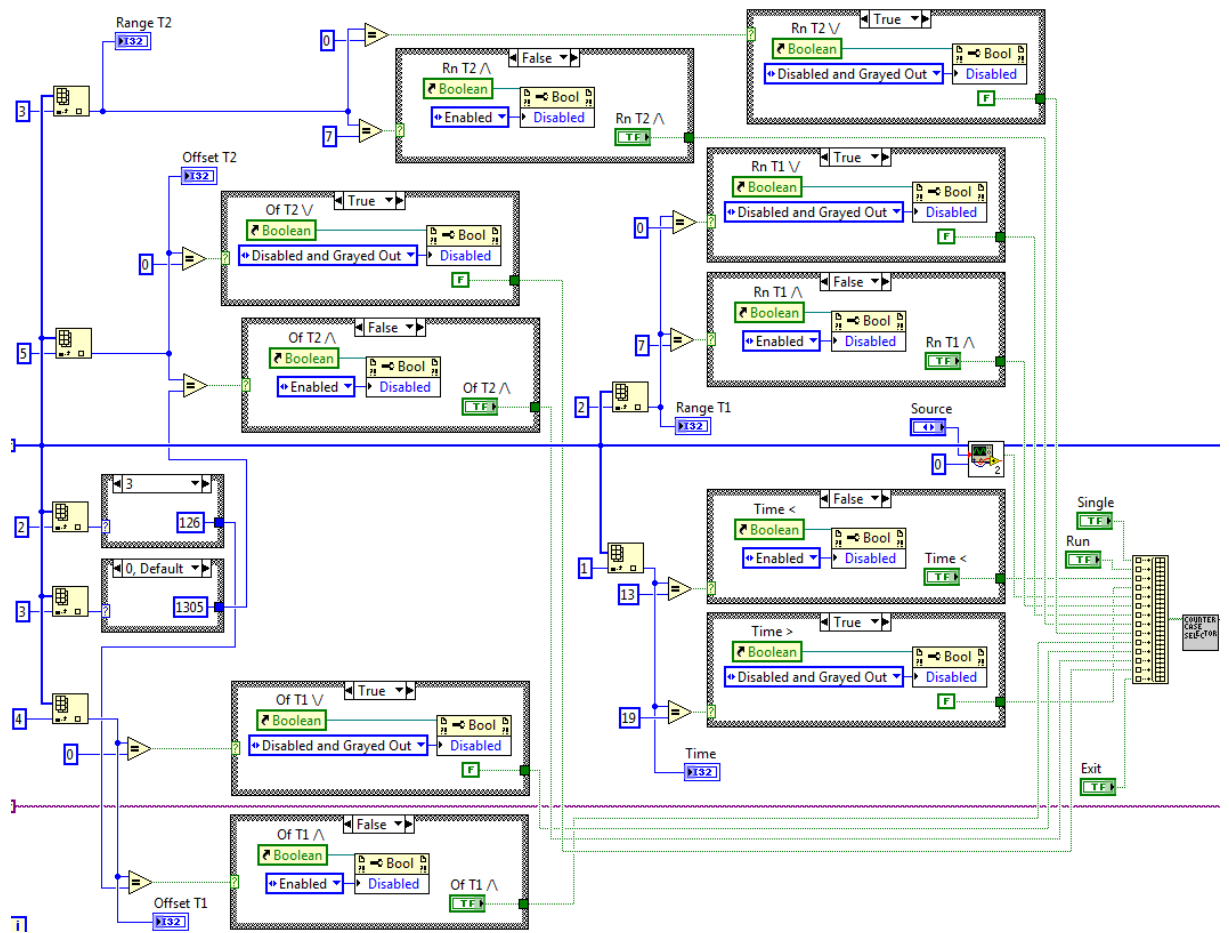 Range T2
I32
0
True
Rn T2 \/
Boolean
Bool
Disabled and Grayed Out
Disabled
F
False
Rn T2 /\
Boolean
Bool
Enabled
Disabled
Rn T2 /\
TF
3
7
Offset T2
I32
True
Of T2 \/
Boolean
Bool
Disabled and Grayed Out
Disabled
F
0
True
Rn T1 \/
Boolean
Bool
Disabled and Grayed Out
Disabled
F
0
False
Rn T1 /\
Boolean
Bool
Enabled
Disabled
Rn T1 /\
TF
7
False
Of T2 /\
Boolean
Bool
Enabled
Disabled
Of T2 /\
TF
5
2
Range T1
I32
Source
0
2
3
126
2
0, Default
1305
3
False
Time <
Boolean
Bool
Enabled
Disabled
Time <
TF
1
13
Single
TF
Run
TF
COUNTER
CASE
SELECTOR
True
Time >
Boolean
Bool
Disabled and Grayed Out
Disabled
F
19
Time
I32
Exit
TF
4
True
Of T1 \/
Boolean
Bool
Disabled and Grayed Out
Disabled
F
0
False
Of T1 /\
Boolean
Bool
Enabled
Disabled
Of T1 /\
TF
Offset T1
I32
i